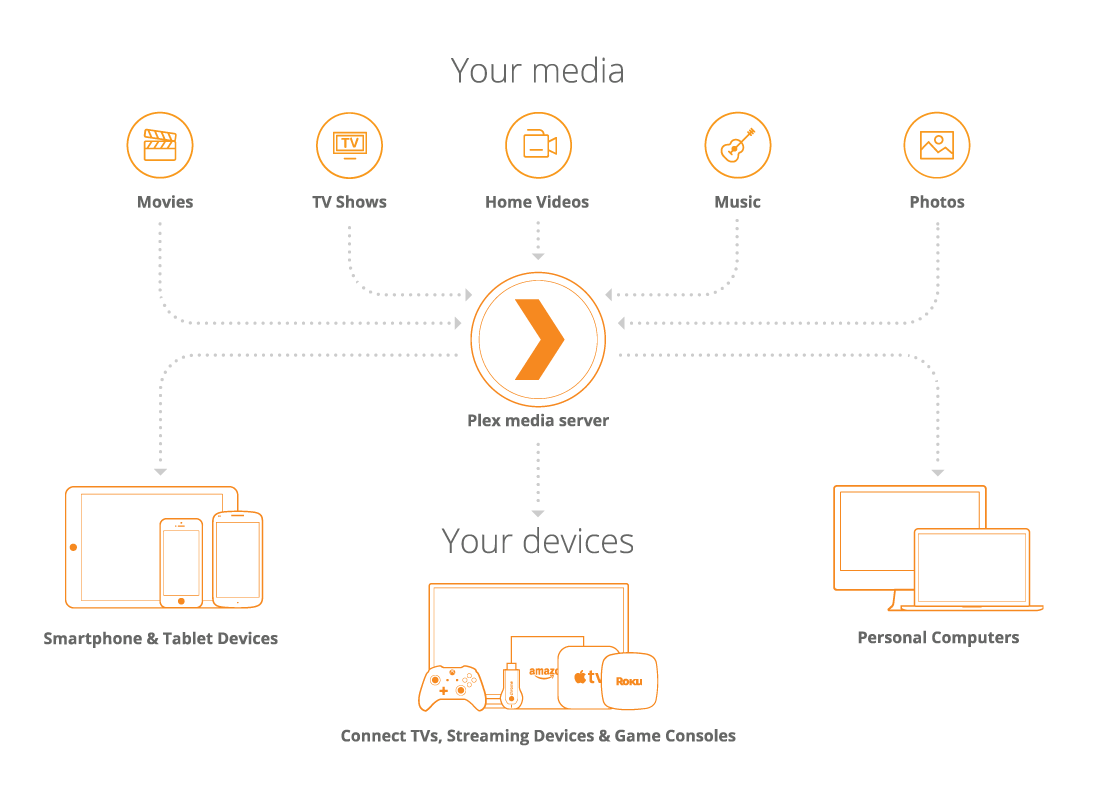 Your media
TV
Movies
TV Shows
Home Videos
Music
Photos
Plex media server
Your devices
Smartphone & Tablet Devices
Personal Computers
amazo
tv
ROKU
Connect TVs, Streaming Devices & Game Consoles